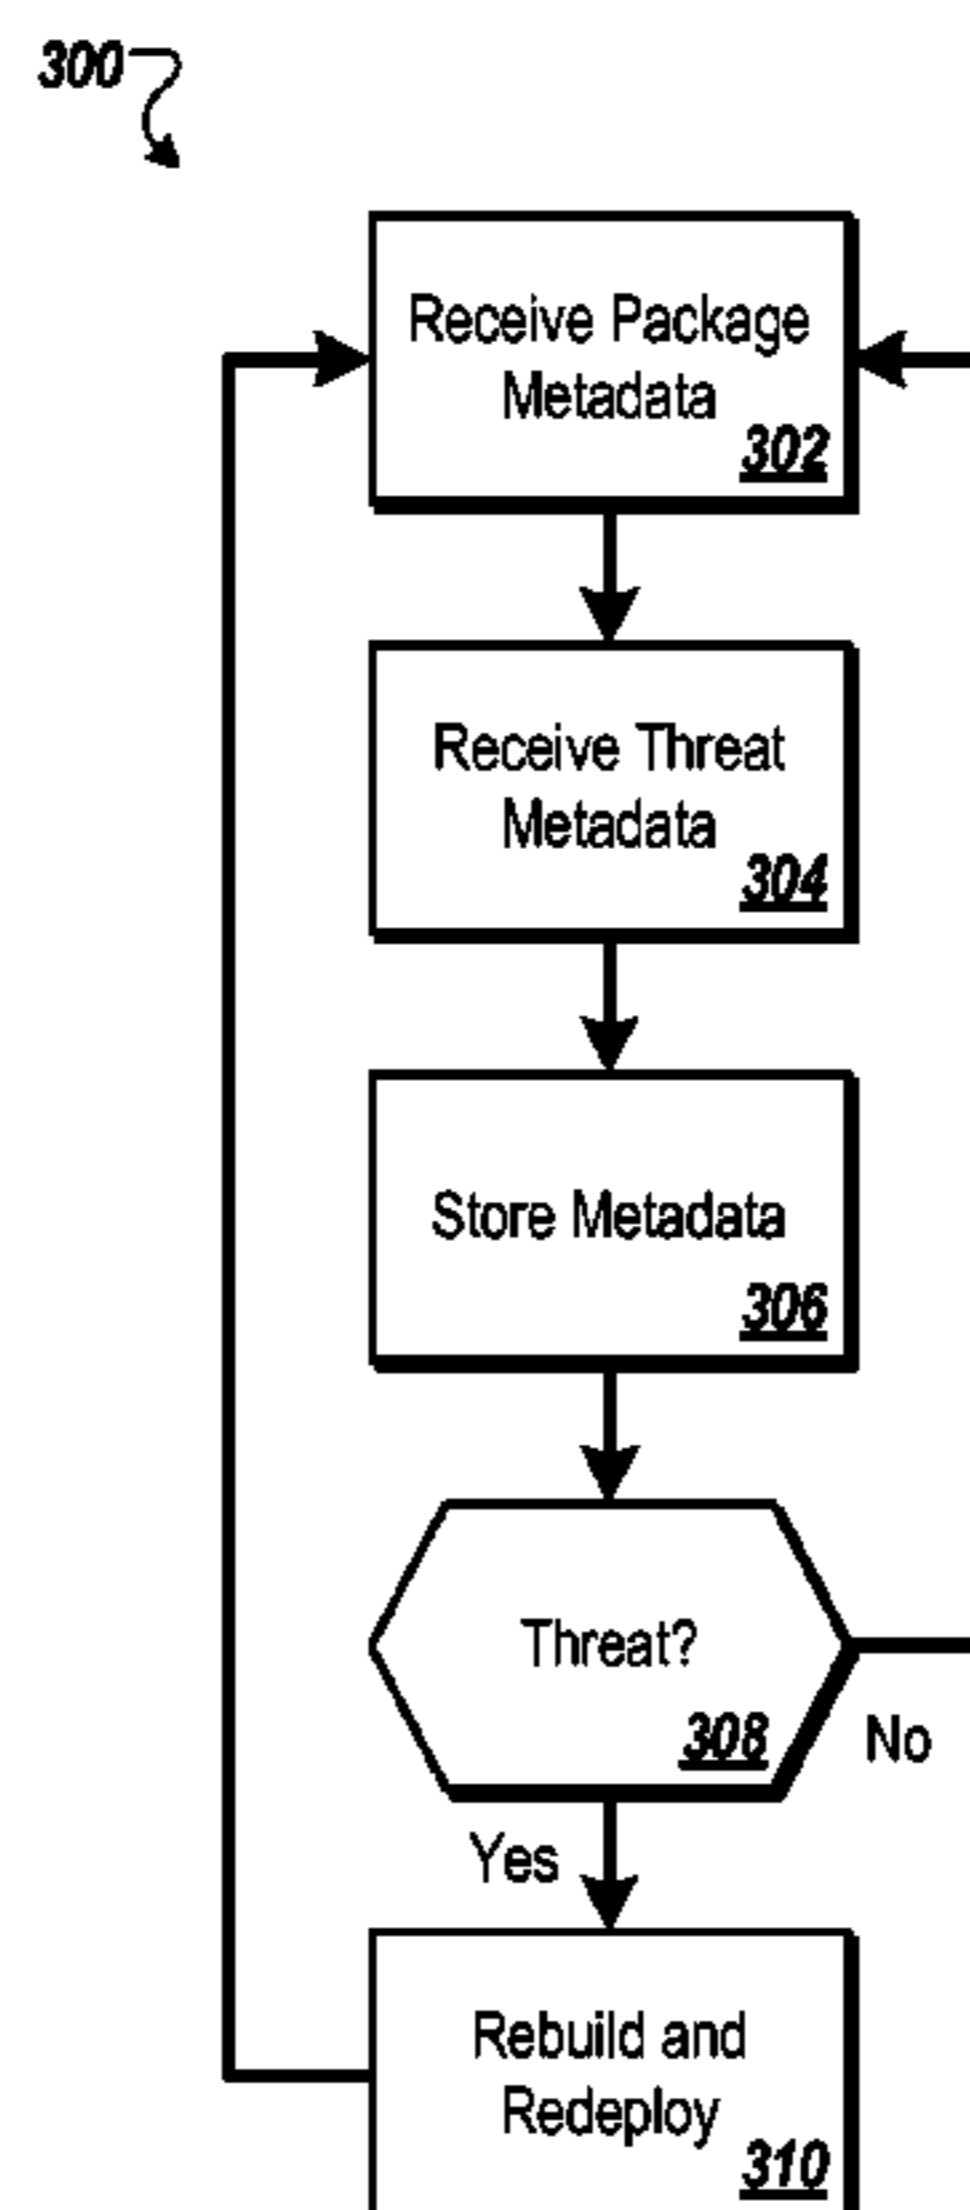 300
Receive Package
Metadata
302
Receive Threat
Metadata
304
Store Metadata
306
Threat?
308
No
Yes
Rebuild and
Redeploy
310